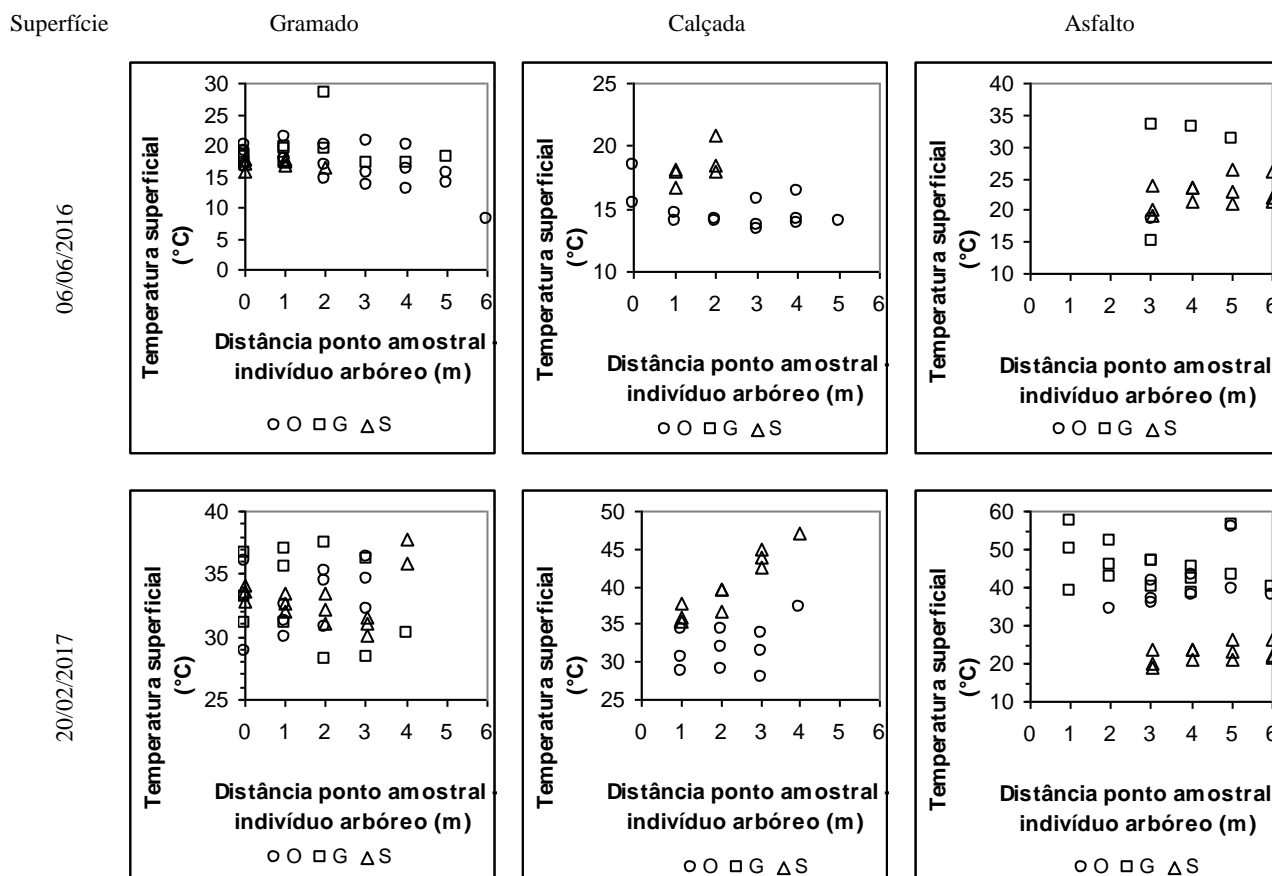 Superfície Gramado Calçada Asfalto
06/06/2016
Temperatura superficial
(°C)
30
25
20
15
10
5
0
0 1 2 3 4 5 6
Distância ponto amostral -
indivíduo arbóreo (m)
O G S
Temperatura superficial
(°C)
25
20
15
10
0 1 2 3 4 5 6
Distância ponto amostral -
indivíduo arbóreo (m)
O G S
Temperatura superficial
(°C)
40
35
30
25
20
15
10
0 1 2 3 4 5 6
Distância ponto amostral
indivíduo arbóreo (m)
O G S
20/02/2017
Temperatura superficial
(°C)
40
35
30
25
0 1 2 3 4 5 6
Distância ponto amostral -
indivíduo arbóreo (m)
O G S
Temperatura superficial
(°C)
50
45
40
35
30
25
0 1 2 3 4 5 6
Distância ponto amostral -
indivíduo arbóreo (m)
O G S
Temperatura superficial
(°C)
60
50
40
30
20
10
0 1 2 3 4 5 6
Distância ponto amostral
indivíduo arbóreo (m)
O G S